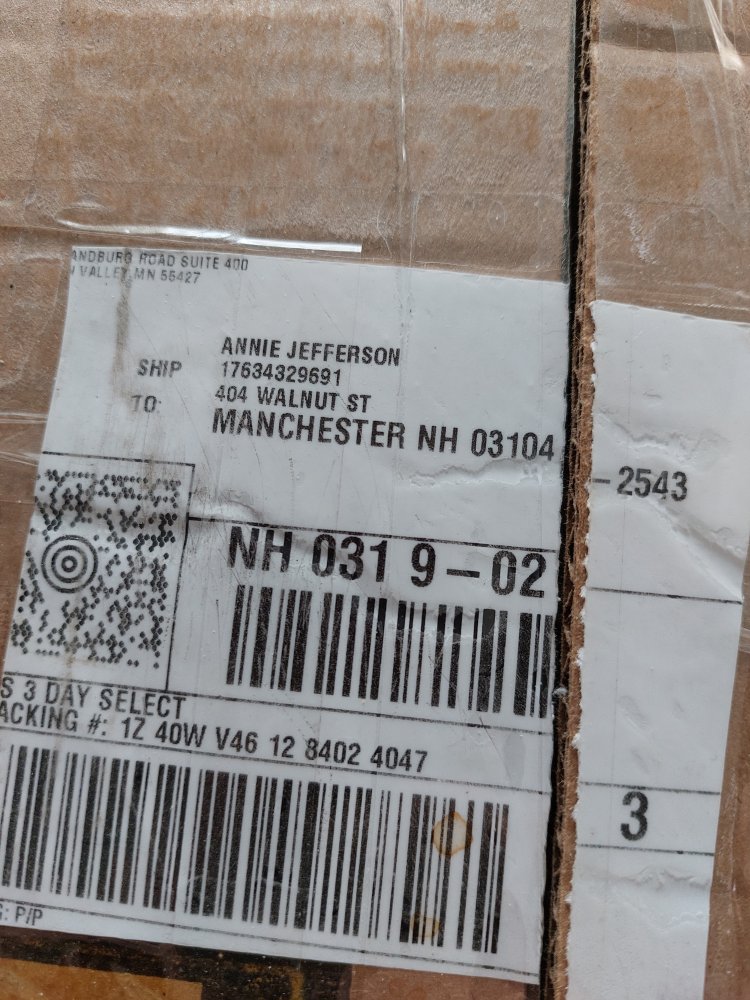 ANDBURG ROAD SUITE 400
VALLEY MN 55427
ANNIE JEFFERSON
SHIP 17634329691
TO: 404 WALNUT ST
MANCHESTER NH 03104-2543
NH 031 9-02
S 3 DAY SELECT
ACKING #: 1Z 40W V46 12 8402 4047
3
G: P/P